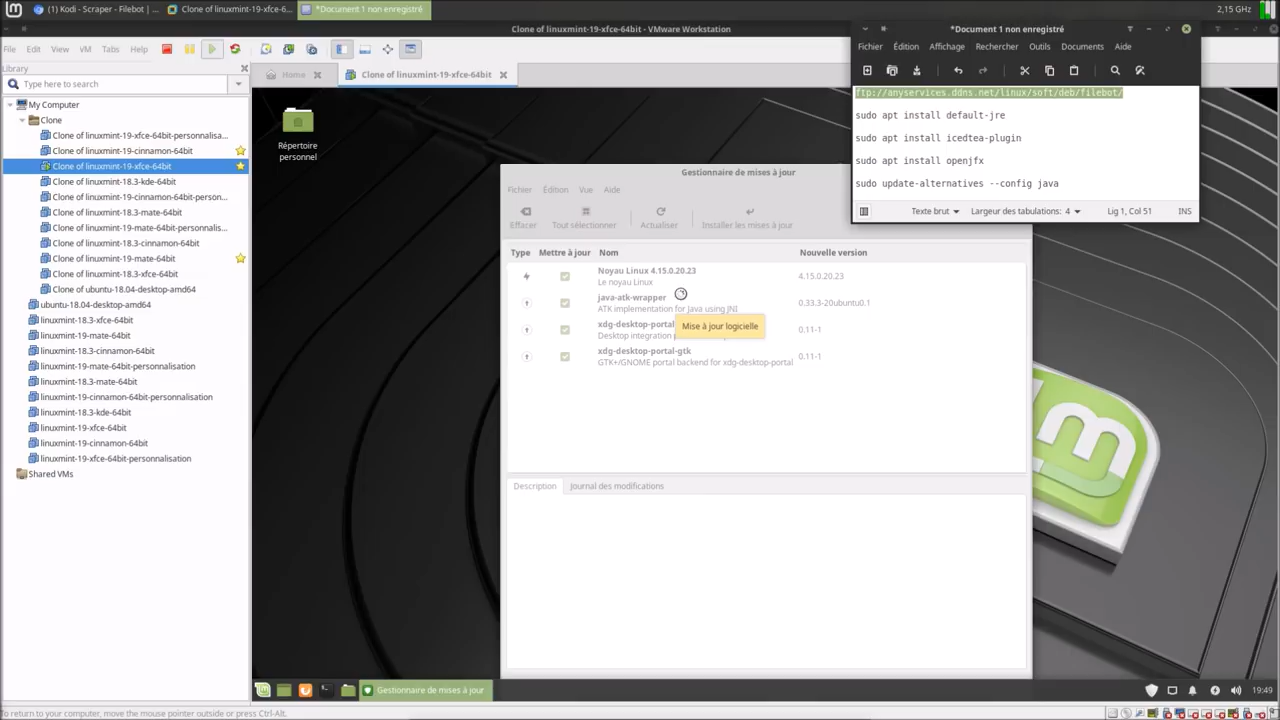 (1) Kodi - Scraper - Filebot | ...
Clone of linuxmint-19-xfce-6...
*Document 1 non enregistré
2,15 GHz
Clone of linuxmint-19-xfce-64bit - VMware Workstation
File Edit View VM Tabs Help
Library
Type here to search
My Computer
Clone
Clone of linuxmint-19-xfce-64bit-personnalisa...
Clone of linuxmint-19-cinnamon-64bit
Clone of linuxmint-19-xfce-64bit
Clone of linuxmint-18.3-kde-64bit
Clone of linuxmint-19-cinnamon-64bit-person...
Clone of linuxmint-18.3-mate-64bit
Clone of linuxmint-19-mate-64bit-personnalis...
Clone of linuxmint-18.3-cinnamon-64bit
Clone of linuxmint-19-mate-64bit
Clone of linuxmint-18.3-xfce-64bit
Clone of ubuntu-18.04-desktop-amd64
ubuntu-18.04-desktop-amd64
linuxmint-18.3-xfce-64bit
linuxmint-19-mate-64bit
linuxmint-18.3-cinnamon-64bit
linuxmint-19-mate-64bit-personnalisation
linuxmint-18.3-mate-64bit
linuxmint-19-cinnamon-64bit-personnalisation
linuxmint-18.3-kde-64bit
linuxmint-19-xfce-64bit
linuxmint-19-cinnamon-64bit
linuxmint-19-xfce-64bit-personnalisation
Shared VMs
Home
Clone of linuxmint-19-xfce-64bit
Répertoire
personnel
*Document 1 non enregistré
Fichier Édition Affichage Rechercher Outils Documents Aide
ftp://anyservices.ddns.net/linux/soft/deb/filebot/
sudo apt install default-jre
sudo apt install icedtea-plugin
sudo apt install openjfx
sudo update-alternatives --config java
Texte brut Largeur des tabulations: 4 Lig 1, Col 51 INS
Gestionnaire de mises à jour
Fichier Édition Vue Aide
Effacer Tout sélectionner Actualiser Installer les mises à jour
Type Mettre à jour Nom Nouvelle version
Noyau Linux 4.15.0.20.23
Le noyau Linux
4.15.0.20.23
java-atk-wrapper
ATK implementation for Java using JNI
0.33.3-20ubuntu0.1
xdg-desktop-portal
Desktop integration
0.11-1
Mise à jour logicielle
xdg-desktop-portal-gtk
GTK+/GNOME portal backend for xdg-desktop-portal
0.11-1
Description Journal des modifications
Gestionnaire de mises à jour
19:49
To return to your computer, move the mouse pointer outside or press Ctrl-Alt.